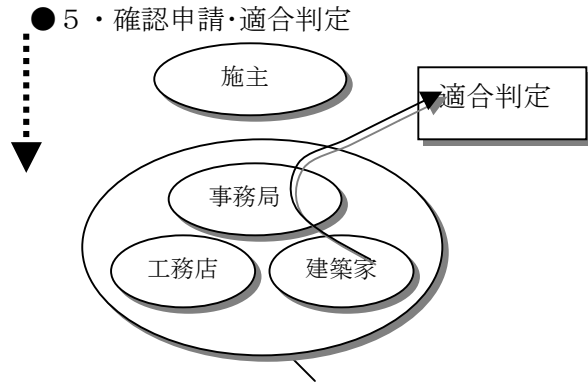 ●５・確認申請・適合判定
施主
適合判定
事務局
工務店
建築家